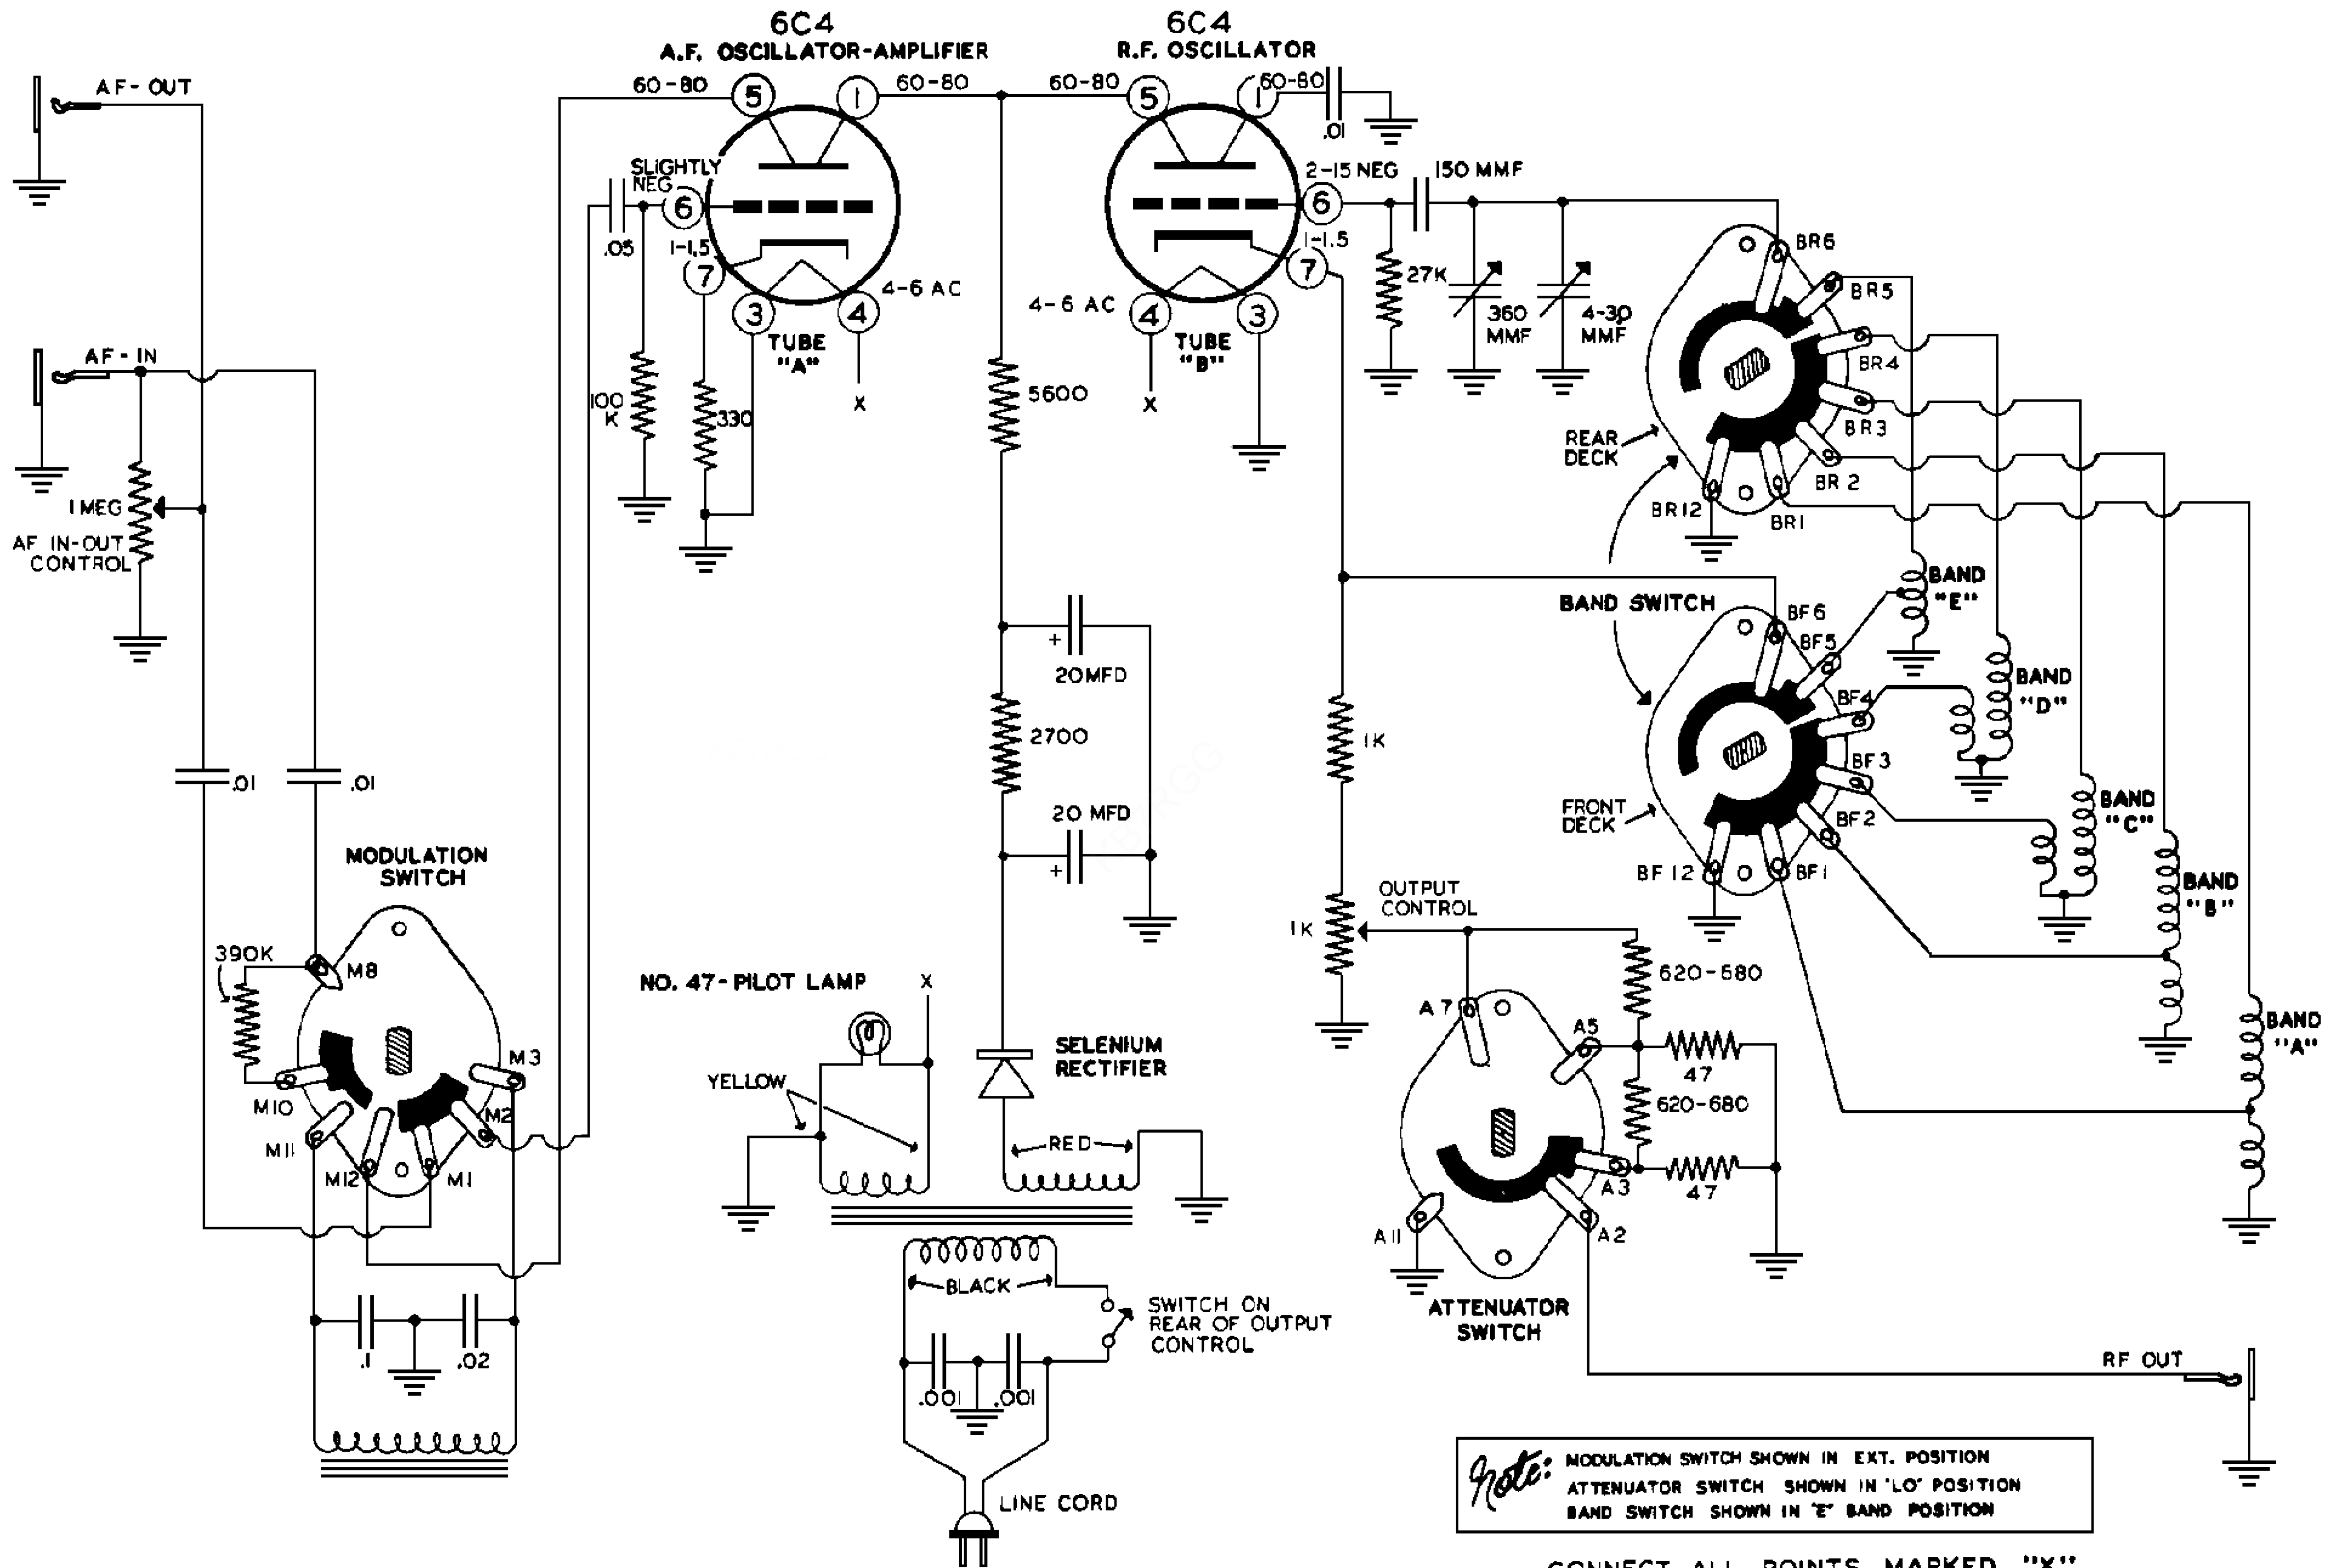 6C4
A.F. OSCILLATOR-AMPLIFIER
6C4
R.F. OSCILLATOR
AF-OUT
60-80
5
1
60-80
60-80
5
1
60-80
.01
SLIGHTLY
NEG
6
.05
1-1.5
7
3
4
4-6 AC
TUBE
"A"
X
100
K
330
2-15 NEG
150 MMF
6
1-1.5
7
4-6 AC
4
3
TUBE
"B"
X
27K
360
MMF
4-30
MMF
BR6
BR5
BR4
BR3
BR2
BR1
BR12
REAR
DECK
AF-IN
1 MEG
AF IN-OUT
CONTROL
5600
+
20MFD
2700
20 MFD
+
BAND SWITCH
BAND
"E"
BF6
BF5
BF4
BF3
BF2
BF1
BF12
FRONT
DECK
BAND
"D"
BAND
"C"
BAND
"B"
BAND
"A"
1K
1K
OUTPUT
CONTROL
.01
.01
MODULATION
SWITCH
390K
M8
M3
M10
M2
M11
M12
M1
.1
.02
NO. 47-PILOT LAMP
X
YELLOW
SELENIUM
RECTIFIER
RED
BLACK
SWITCH ON
REAR OF OUTPUT
CONTROL
.001
.001
LINE CORD
620-680
A7
A5
47
620-680
A3
47
A11
A2
ATTENUATOR
SWITCH
RF OUT
Note: MODULATION SWITCH SHOWN IN EXT. POSITION
ATTENUATOR SWITCH SHOWN IN "LO" POSITION
BAND SWITCH SHOWN IN "E" BAND POSITION
CONNECT ALL POINTS MARKED "X"